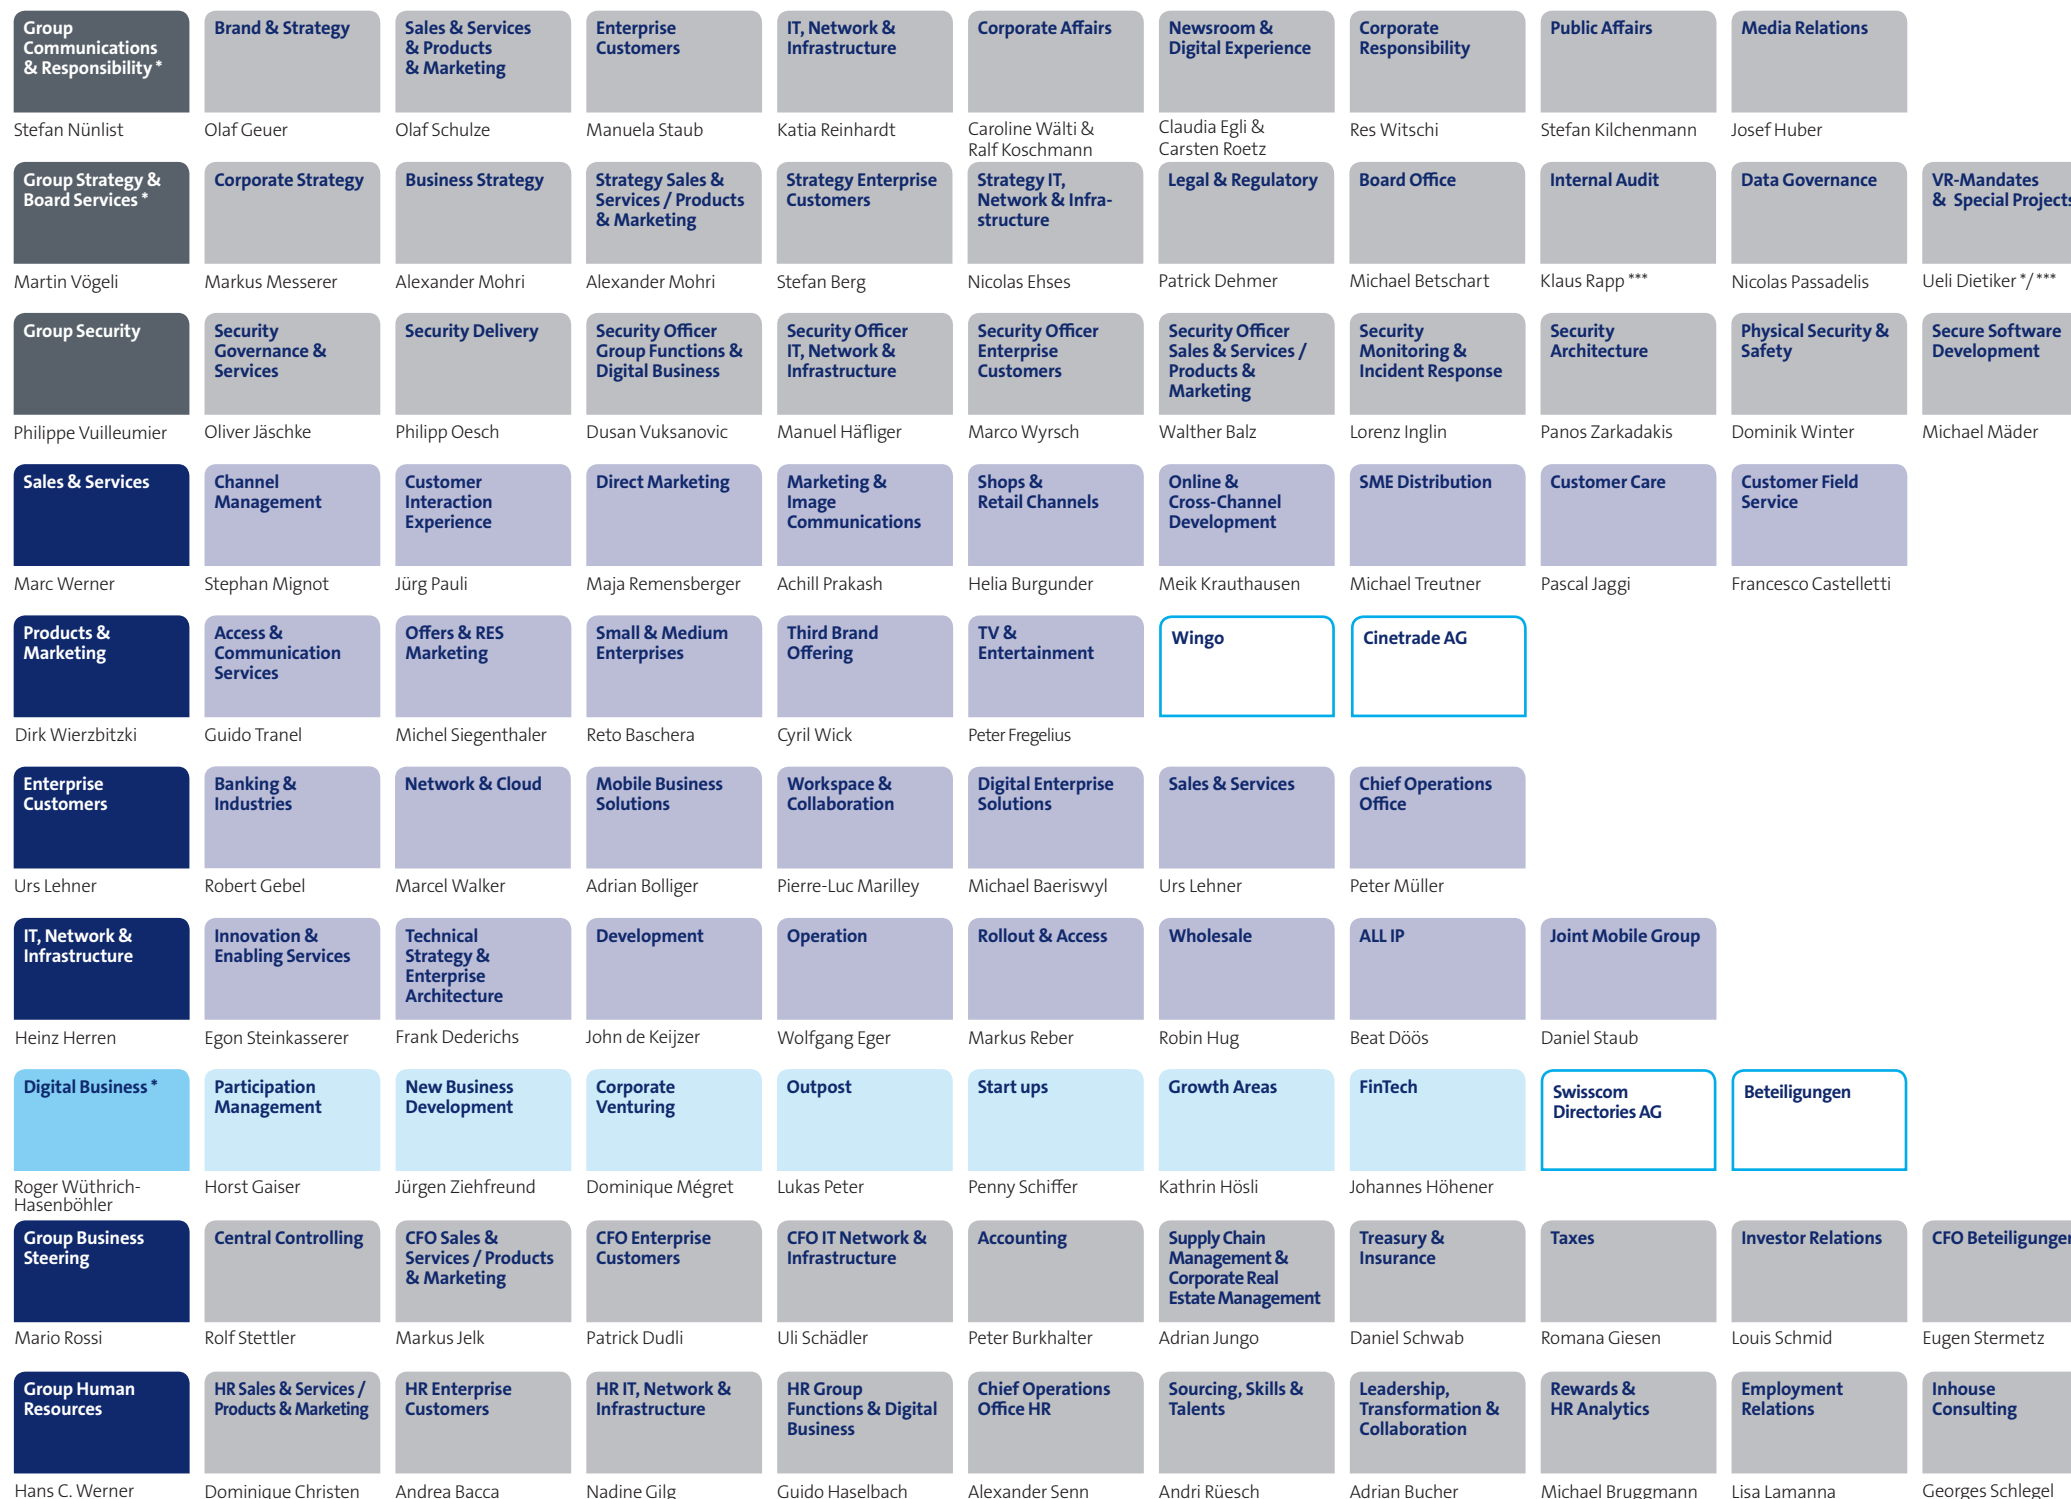 Group
Communications
& Responsibility *
Stefan Nünlist
Brand & Strategy
Olaf Geuer
Sales & Services
& Products
& Marketing
Olaf Schulze
Enterprise
Customers
Manuela Staub
IT, Network &
Infrastructure
Katia Reinhardt
Corporate Affairs
Caroline Wälti &
Ralf Koschmann
Newsroom &
Digital Experience
Claudia Egli &
Carsten Roetz
Corporate
Responsibility
Res Witschi
Public Affairs
Stefan Kilchenmann
Media Relations
Josef Huber
Group Strategy &
Board Services *
Martin Vögeli
Corporate Strategy
Markus Messerer
Business Strategy
Alexander Mohri
Strategy Sales &
Services / Products
& Marketing
Alexander Mohri
Strategy Enterprise
Customers
Stefan Berg
Strategy IT,
Network & Infra-
structure
Nicolas Ehses
Legal & Regulatory
Patrick Dehmer
Board Office
Michael Betschart
Internal Audit
Klaus Rapp ***
Data Governance
Nicolas Passadelis
VR-Mandates
& Special Projects
Ueli Dietiker */***
Group Security
Philippe Vuilleumier
Security
Governance &
Services
Oliver Jäschke
Security Delivery
Philipp Oesch
Security Officer
Group Functions &
Digital Business
Dusan Vuksanovic
Security Officer
IT, Network &
Infrastructure
Manuel Häfliger
Security Officer
Enterprise
Customers
Marco Wyrsch
Security Officer
Sales & Services /
Products &
Marketing
Walther Balz
Security
Monitoring &
Incident Response
Lorenz Inglin
Security
Architecture
Panos Zarkadakis
Physical Security &
Safety
Dominik Winter
Secure Software
Development
Michael Mäder
Sales & Services
Marc Werner
Channel
Management
Stephan Mignot
Customer
Interaction
Experience
Jürg Pauli
Direct Marketing
Maja Remensberger
Marketing &
Image
Communications
Achill Prakash
Shops &
Retail Channels
Helia Burgunder
Online &
Cross-Channel
Development
Meik Krauthausen
SME Distribution
Michael Treutner
Customer Care
Pascal Jaggi
Customer Field
Service
Francesco Castelletti
Products &
Marketing
Dirk Wierzbitzki
Access &
Communication
Services
Guido Tranel
Offers & RES
Marketing
Michel Siegenthaler
Small & Medium
Enterprises
Reto Baschera
Third Brand
Offering
Cyril Wick
TV &
Entertainment
Peter Fregelius
Wingo
Cinetrade AG
Enterprise
Customers
Urs Lehner
Banking &
Industries
Robert Gebel
Network & Cloud
Marcel Walker
Mobile Business
Solutions
Adrian Bolliger
Workspace &
Collaboration
Pierre-Luc Marilley
Digital Enterprise
Solutions
Michael Baeriswyl
Sales & Services
Urs Lehner
Chief Operations
Office
Peter Müller
IT, Network &
Infrastructure
Heinz Herren
Innovation &
Enabling Services
Egon Steinkasserer
Technical
Strategy &
Enterprise
Architecture
Frank Dederichs
Development
John de Keijzer
Operation
Wolfgang Eger
Rollout & Access
Markus Reber
Wholesale
Robin Hug
ALL IP
Beat Döös
Joint Mobile Group
Daniel Staub
Digital Business *
Roger Wüthrich-
Hasenböhler
Participation
Management
Horst Gaiser
New Business
Development
Jürgen Ziehfreund
Corporate
Venturing
Dominique Mégret
Outpost
Lukas Peter
Start ups
Penny Schiffer
Growth Areas
Kathrin Hösli
FinTech
Johannes Höhener
Swisscom
Directories AG
Beteiligungen
Group Business
Steering
Mario Rossi
Central Controlling
Rolf Stettler
CFO Sales &
Services / Products
& Marketing
Markus Jelk
CFO Enterprise
Customers
Patrick Dudli
CFO IT Network &
Infrastructure
Uli Schädler
Accounting
Peter Burkhalter
Supply Chain
Management &
Corporate Real
Estate Management
Adrian Jungo
Treasury &
Insurance
Daniel Schwab
Taxes
Romana Giesen
Investor Relations
Louis Schmid
CFO Beteiligungen
Eugen Stermetz
Group Human
Resources
Hans C. Werner
HR Sales & Services /
Products & Marketing
Dominique Christen
HR Enterprise
Customers
Andrea Bacca
HR IT, Network &
Infrastructure
Nadine Gilg
HR Group
Functions & Digital
Business
Guido Haselbach
Chief Operations
Office HR
Alexander Senn
Sourcing, Skills &
Talents
Andri Rüesch
Leadership,
Transformation &
Collaboration
Adrian Bucher
Rewards &
HR Analytics
Michael Bruggmann
Employment
Relations
Lisa Lamanna
Inhouse
Consulting
Georges Schlegel